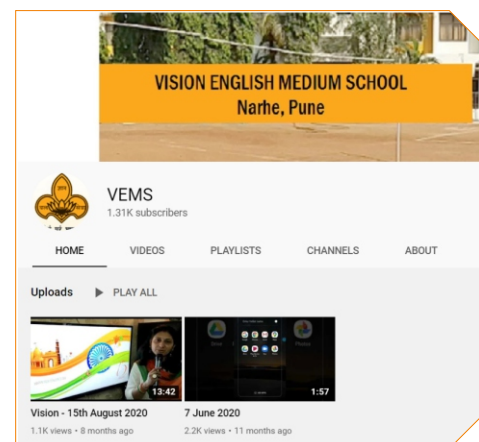 VISION ENGLISH MEDIUM SCHOOL
Narhe, Pune
VEMS
1.31K subscribers
HOME VIDEOS PLAYLISTS CHANNELS ABOUT
Uploads PLAY ALL
13:42 1:57
Vision - 15th August 2020 7 June 2020
1.1K views • 8 months ago 2.2K views • 11 months ago